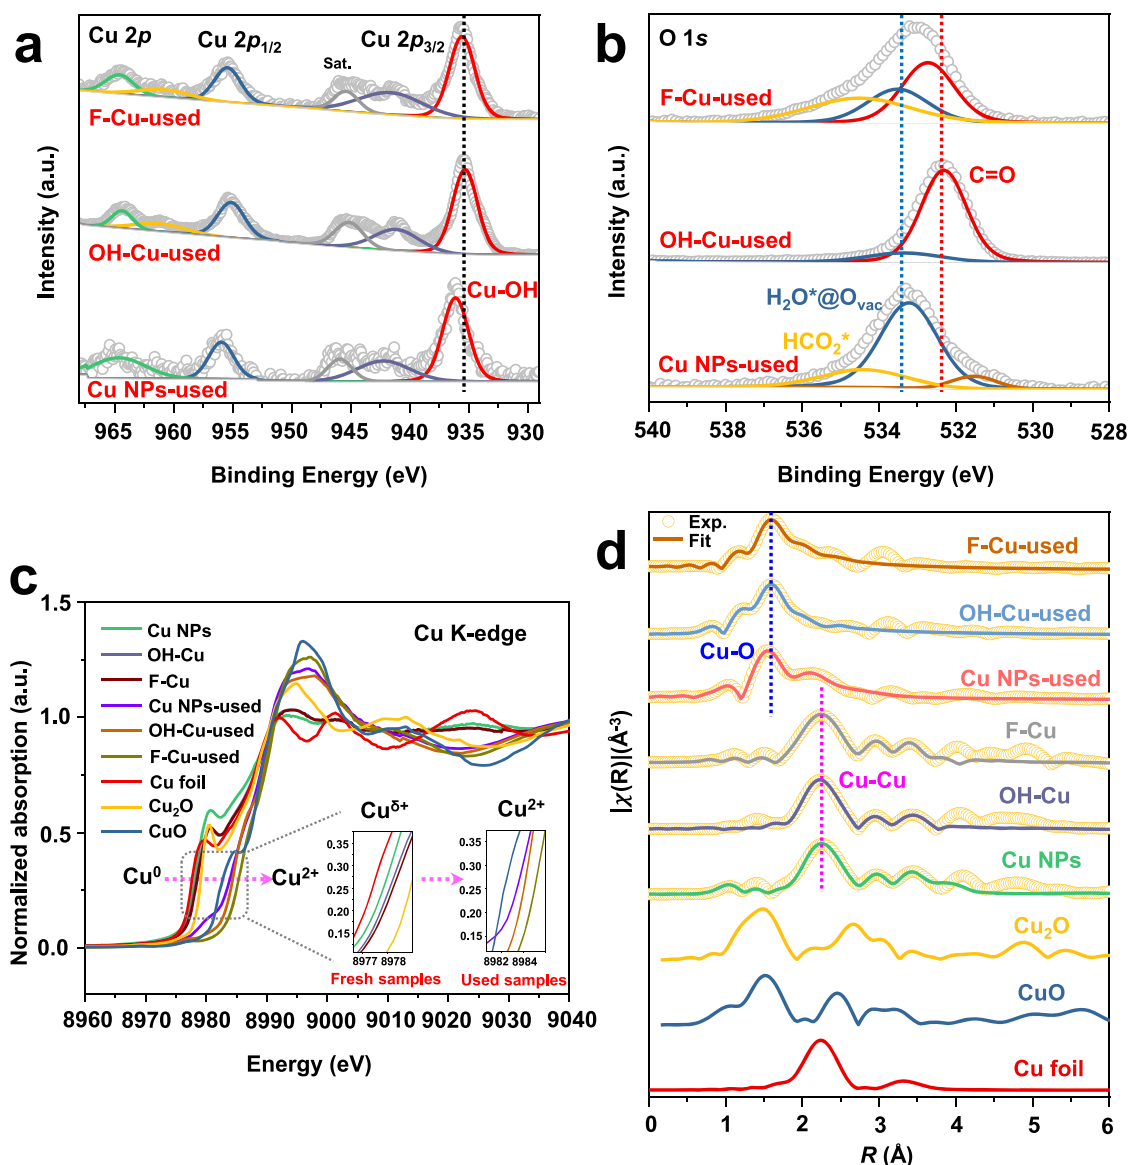 a
Cu 2p
Cu 2p1/2
Cu 2p3/2
Sat.
F-Cu-used
OH-Cu-used
Cu-OH
Cu NPs-used
Intensity (a.u.)
965 960 955 950 945 940 935 930
Binding Energy (eV)
b
O 1s
F-Cu-used
C=O
OH-Cu-used
H2O*@Ovac
HCO2*
Cu NPs-used
Intensity (a.u.)
540 538 536 534 532 530 528
Binding Energy (eV)
c
Cu K-edge
Cu NPs
OH-Cu
F-Cu
Cu NPs-used
OH-Cu-used
F-Cu-used
Cu foil
Cu2O
CuO
Normalized absorption (a.u.)
1.5
1.0
0.5
0.0
Cu0
Cu2+
Cuδ+
Cu2+
0.35
0.30
0.25
0.20
0.15
8977 8978
Fresh samples
0.35
0.30
0.25
0.20
0.15
8982 8984
Used samples
8960 8970 8980 8990 9000 9010 9020 9030 9040
Energy (eV)
d
Exp.
Fit
F-Cu-used
OH-Cu-used
Cu-O
Cu NPs-used
F-Cu
Cu-Cu
OH-Cu
Cu NPs
Cu2O
CuO
Cu foil
|χ(R)|(Å-3)
0 1 2 3 4 5 6
R (Å)